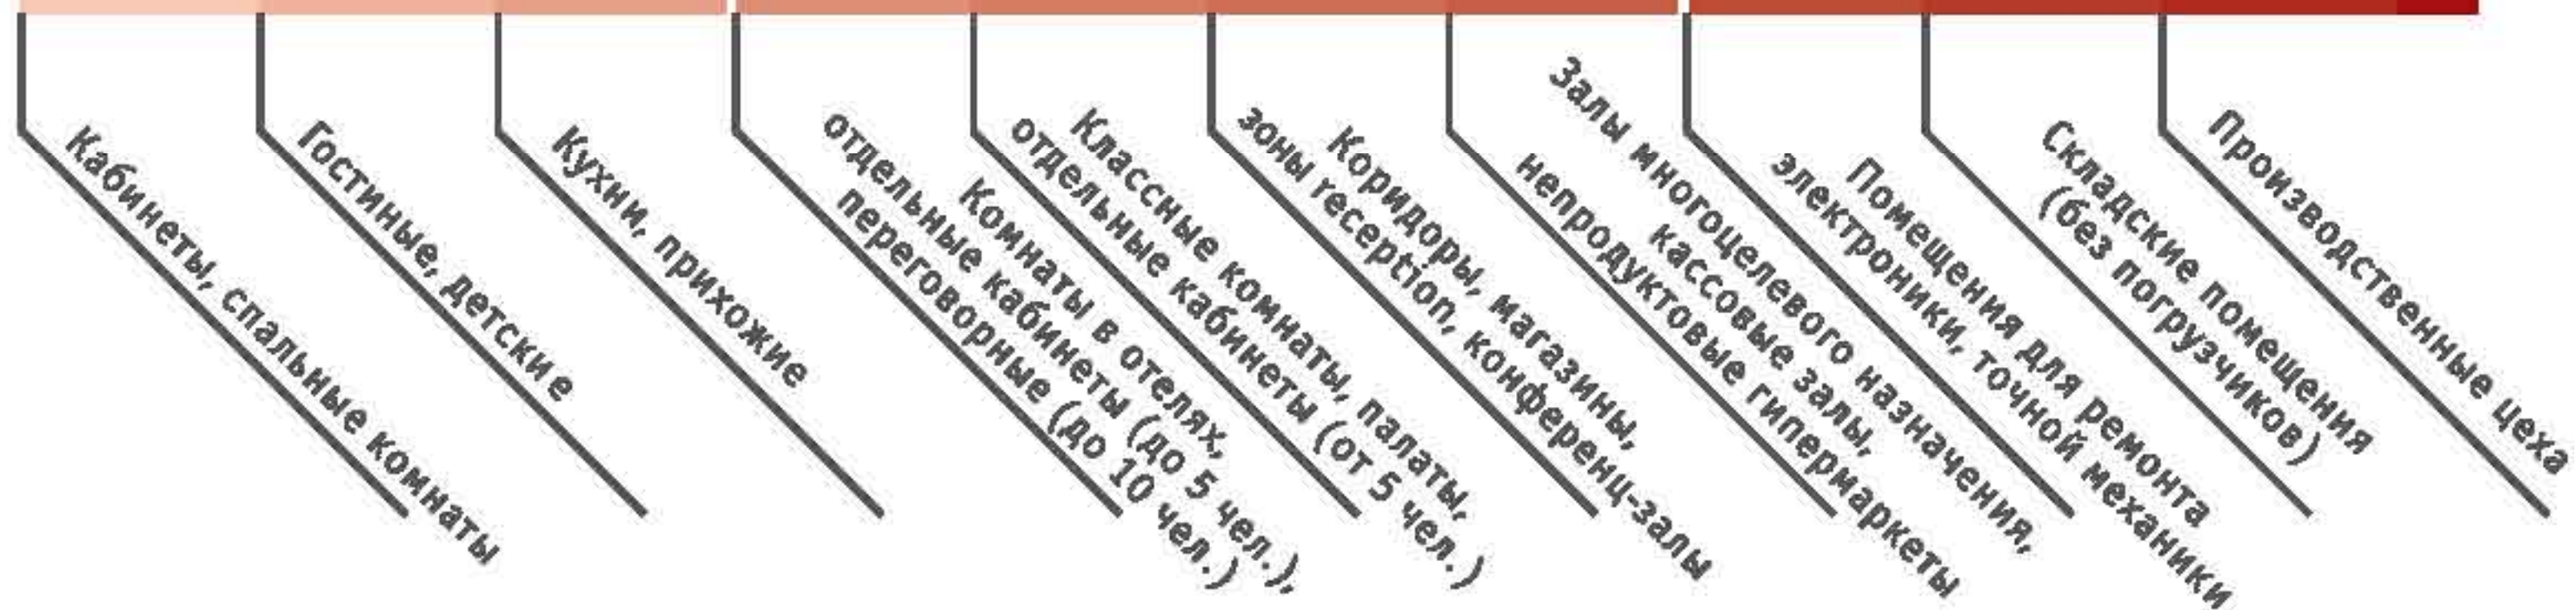 Кабинеты, спальные комнаты
Гостиные, детские
Кухни, прихожие
Комнаты в отелях,
отдельные кабинеты (до 5 чел.),
переговорные (до 10 чел.)
Классные комнаты, палаты,
отдельные кабинеты (от 5 чел.)
Коридоры, магазины,
зоны reception, конференц-залы
Залы многоцелевого назначения,
кассовые залы,
непродуктовые гипермаркеты
Помещения для ремонта
электроники, точной механики
Складские помещения
(без погрузчиков)
Производственные цеха